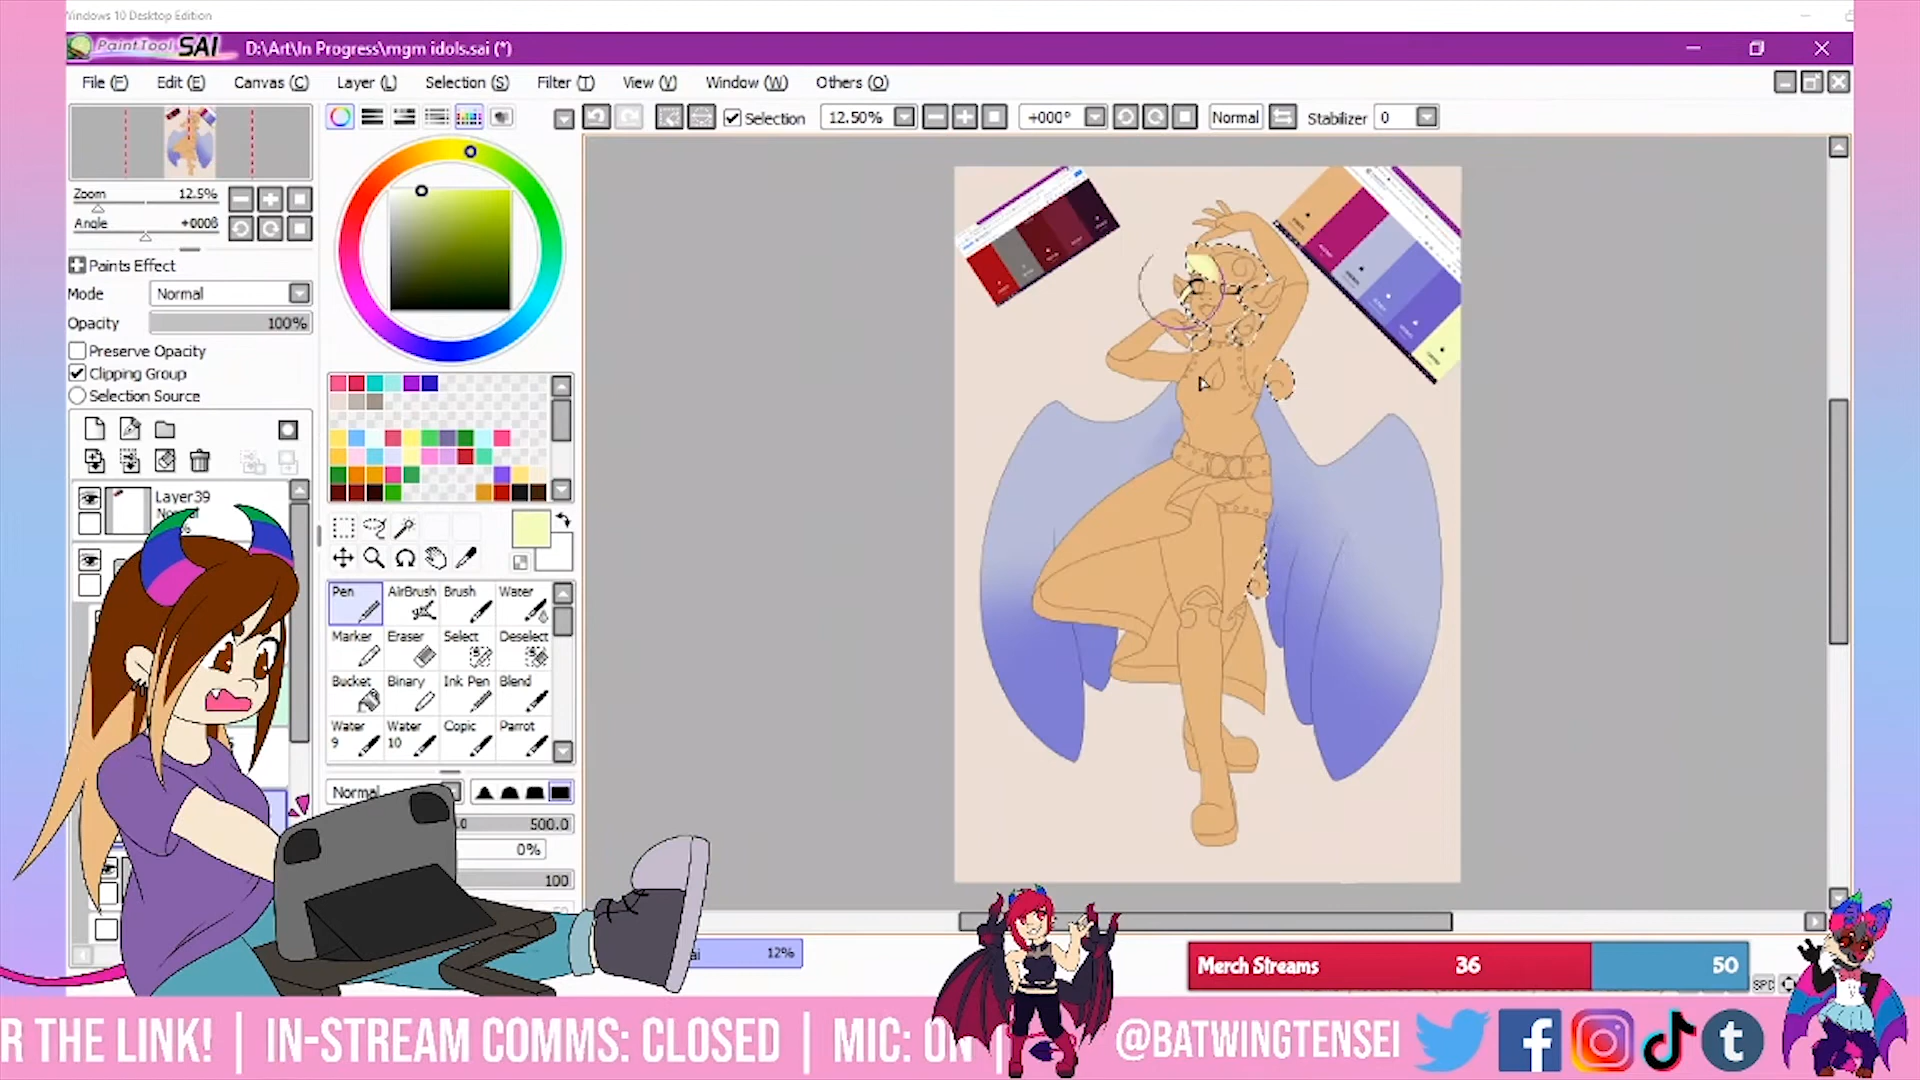 Windows 10 Desktop Edition
PaintTool SAI D:\Art\In Progress\mgm idols.sai (*)
File (F) Edit (E) Canvas (C) Layer (L) Selection (S) Filter (T) View (V) Window (W) Others (O)
Selection 12.50% +000° Normal Stabilizer 0
Zoom 12.5%
Angle +000
Paints Effect
Mode Normal
Opacity 100%
Preserve Opacity
Clipping Group
Selection Source
Layer39
Pen AirBrush Brush Water
Marker Eraser Select Deselect
Bucket Binary Ink Pen Blend
Water 9 Water 10 Copic Parrot
Normal
500.0
0%
100
12%
Merch Streams 36 50
SPC
R THE LINK! | IN-STREAM COMMS: CLOSED | MIC: ON | @BATWINGTENSEI